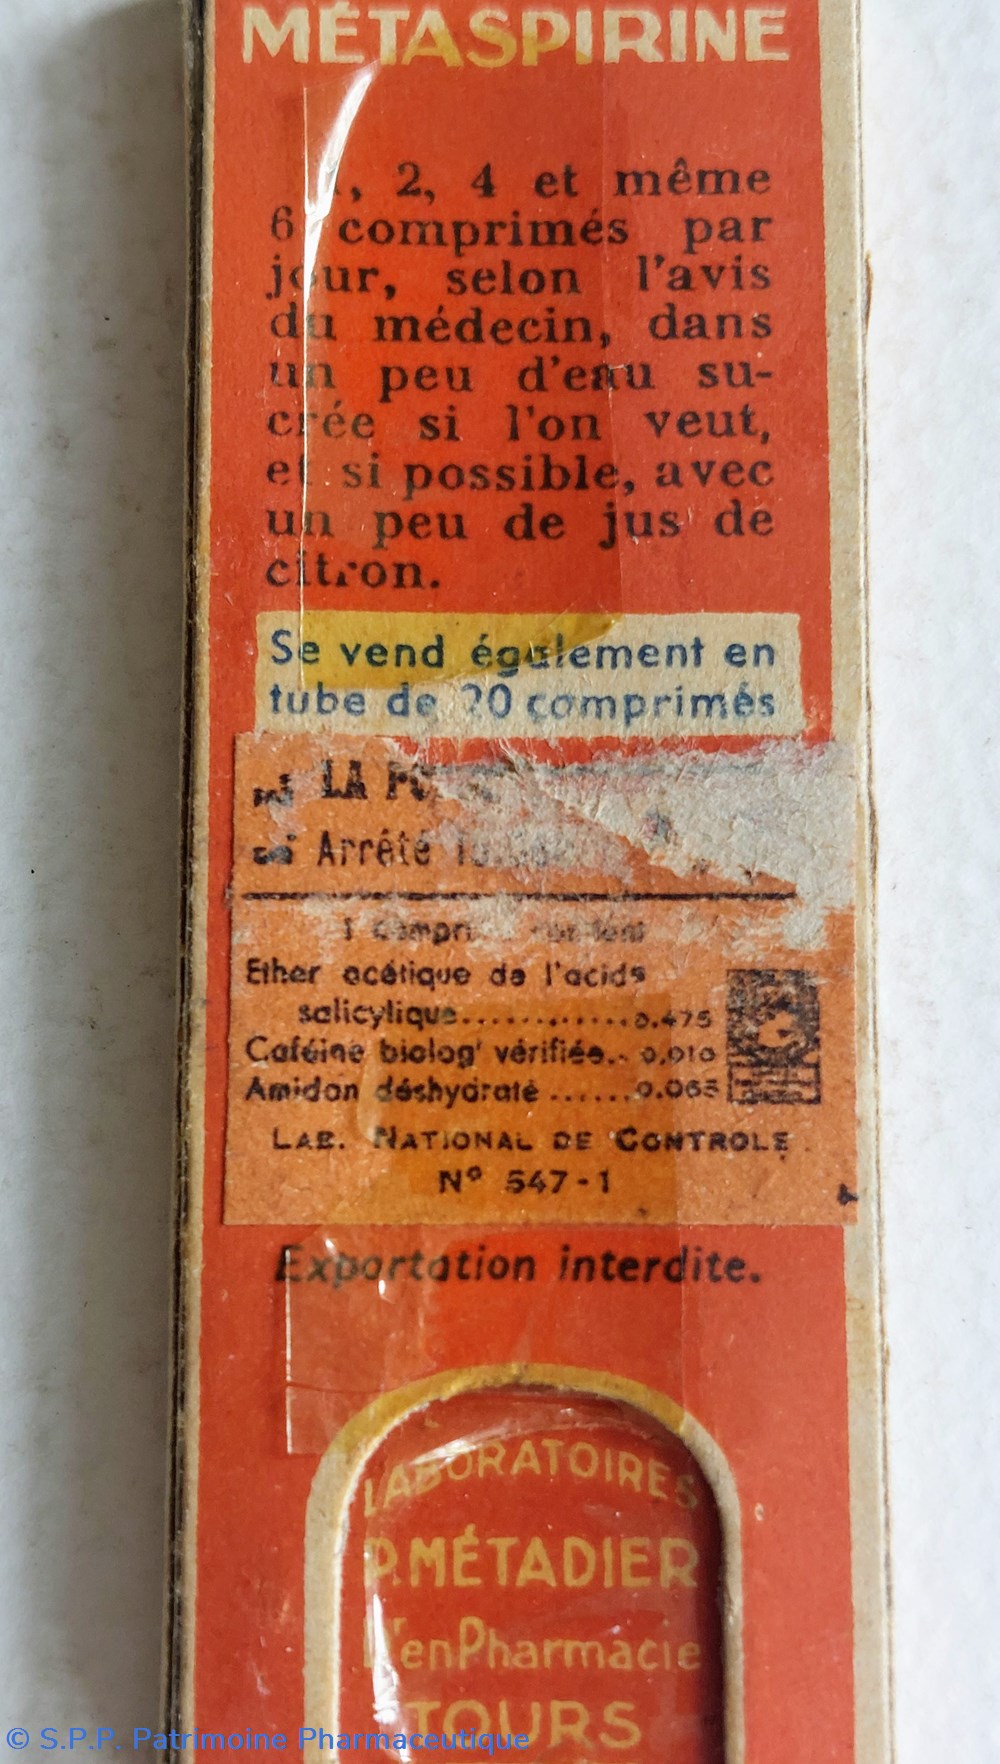 MÉTASPIRINE
, 2, 4 et même
6 comprimés par
jour, selon l'avis
du médecin, dans
un peu d'eau su-
crée si l'on veut,
et si possible, avec
un peu de jus de
citron.
Se vend également en
tube de 20 comprimés
LA
Arrêté
1
Ether acétique de l'acide
salicylique.............0.475
Caféine biolog' vérifiée.. 0,010
Amidon déshydraté ......0.065
LAB. NATIONAL DE CONTROLE
N° 547-1
Exportation interdite.
LABORATOIRES
P. MÉTADIER
en Pharmacie
TOURS
© S.P.P. Patrimoine Pharmaceutique